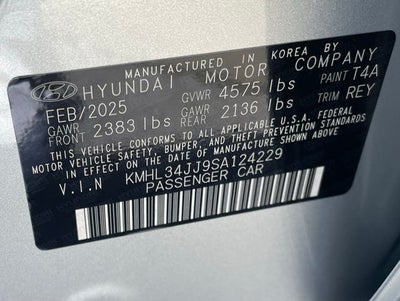 MANUFACTURED IN KOREA BY
HYUNDAI MOTOR COMPANY
FEB/2025 GVWR 4575 lbs PAINT T4A
GAWR FRONT 2383 lbs GAWR REAR 2136 lbs TRIM REY
THIS VEHICLE CONFORMS TO ALL APPLICABLE U.S.A FEDERAL
MOTOR VEHICLE SAFETY, BUMPER, AND THEFT PREVENTION STANDARDS
IN EFFECT ON THE DATE OF MANUFACTURE SHOWN ABOVE.
V.I.N KMHL34JJ9SA124229
PASSENGER CAR